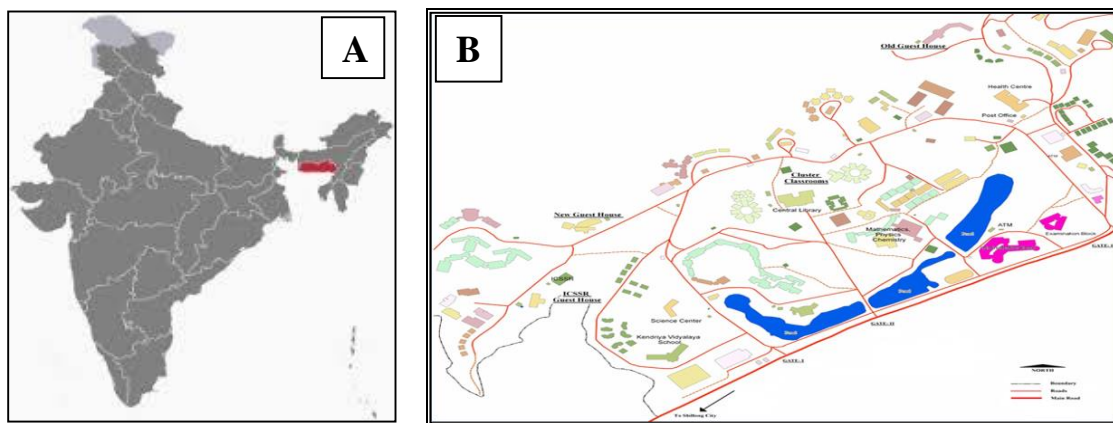 A
B
Old Guest House
Health Centre
Post Office
Cluster
Classrooms
Central Library
New Guest House
Mathematics,
Physics
Chemistry
ATM
Examination Block
ICSSR
ICSSR
Guest House
Science Center
Kendriya Vidyalaya
School
GATE-II
GATE-I
NORTH
Boundary
Roads
Main Road
To Shillong City